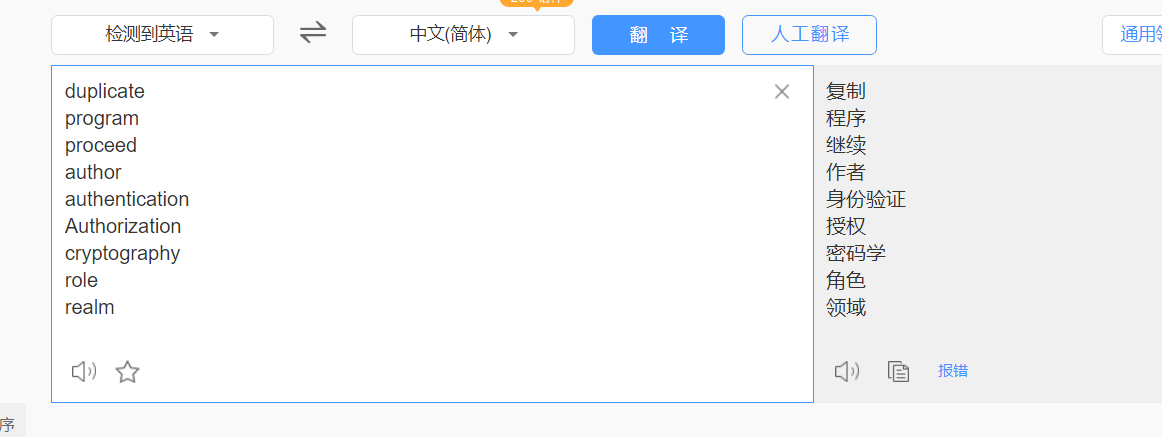 检测到英语
中文(简体)
翻 译
人工翻译
duplicate
program
proceed
author
authentication
Authorization
cryptography
role
realm
复制
程序
继续
作者
身份验证
授权
密码学
角色
领域
报错
序